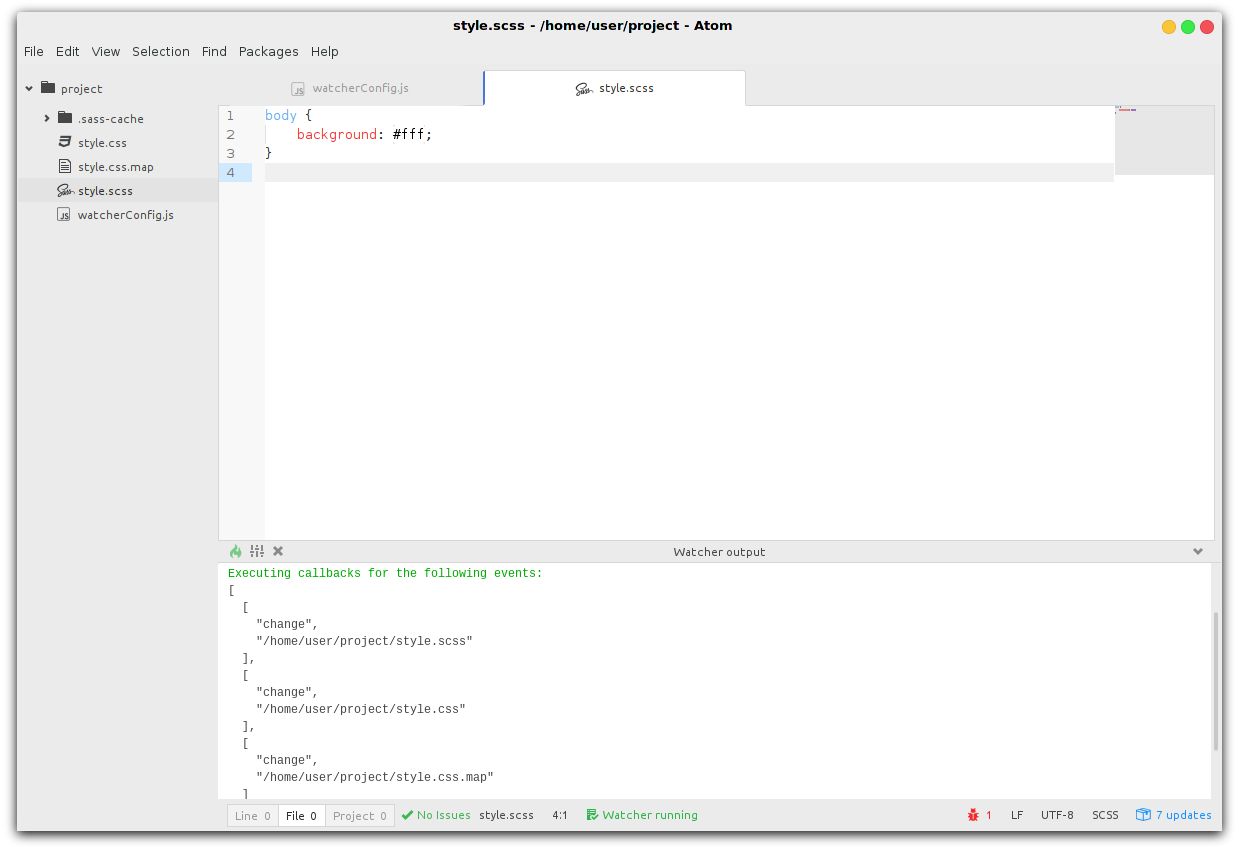 style.scss - /home/user/project - Atom
File Edit View Selection Find Packages Help
project
.sass-cache
style.css
style.css.map
style.scss
watcherConfig.js
watcherConfig.js
style.scss
1 body {
2 background: #fff;
3 }
4
Watcher output
Executing callbacks for the following events:
[
[
"change",
"/home/user/project/style.scss"
],
[
"change",
"/home/user/project/style.css"
],
[
"change",
"/home/user/project/style.css.map"
]
Line 0 File 0 Project 0 No Issues style.scss 4:1 Watcher running 1 LF UTF-8 SCSS 7 updates